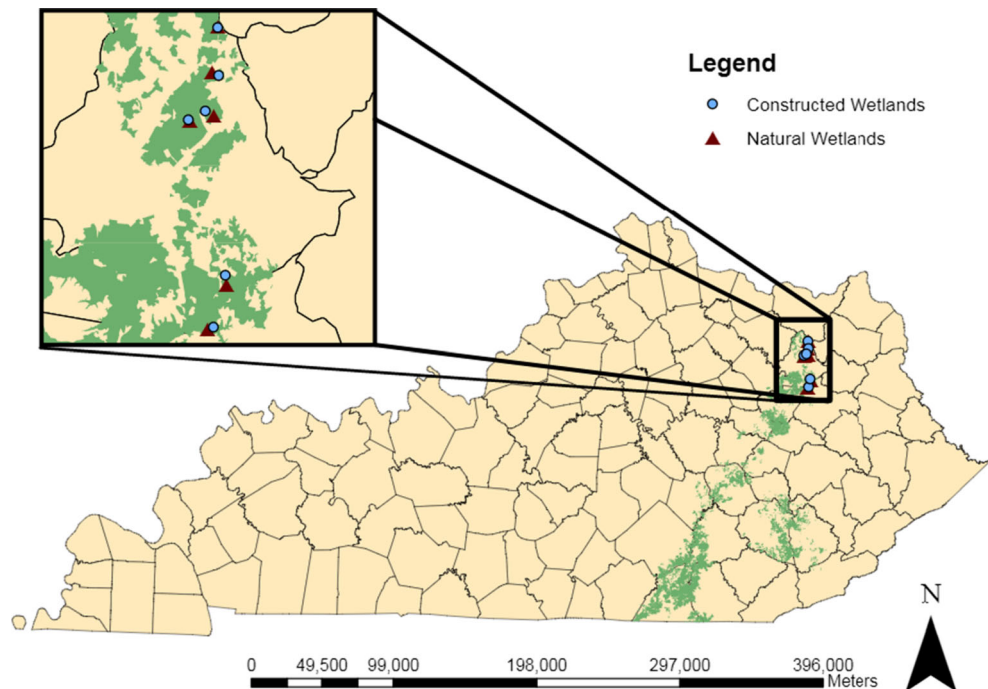 Legend
Constructed Wetlands
Natural Wetlands
N
0 49,500 99,000 198,000 297,000 396,000
Meters